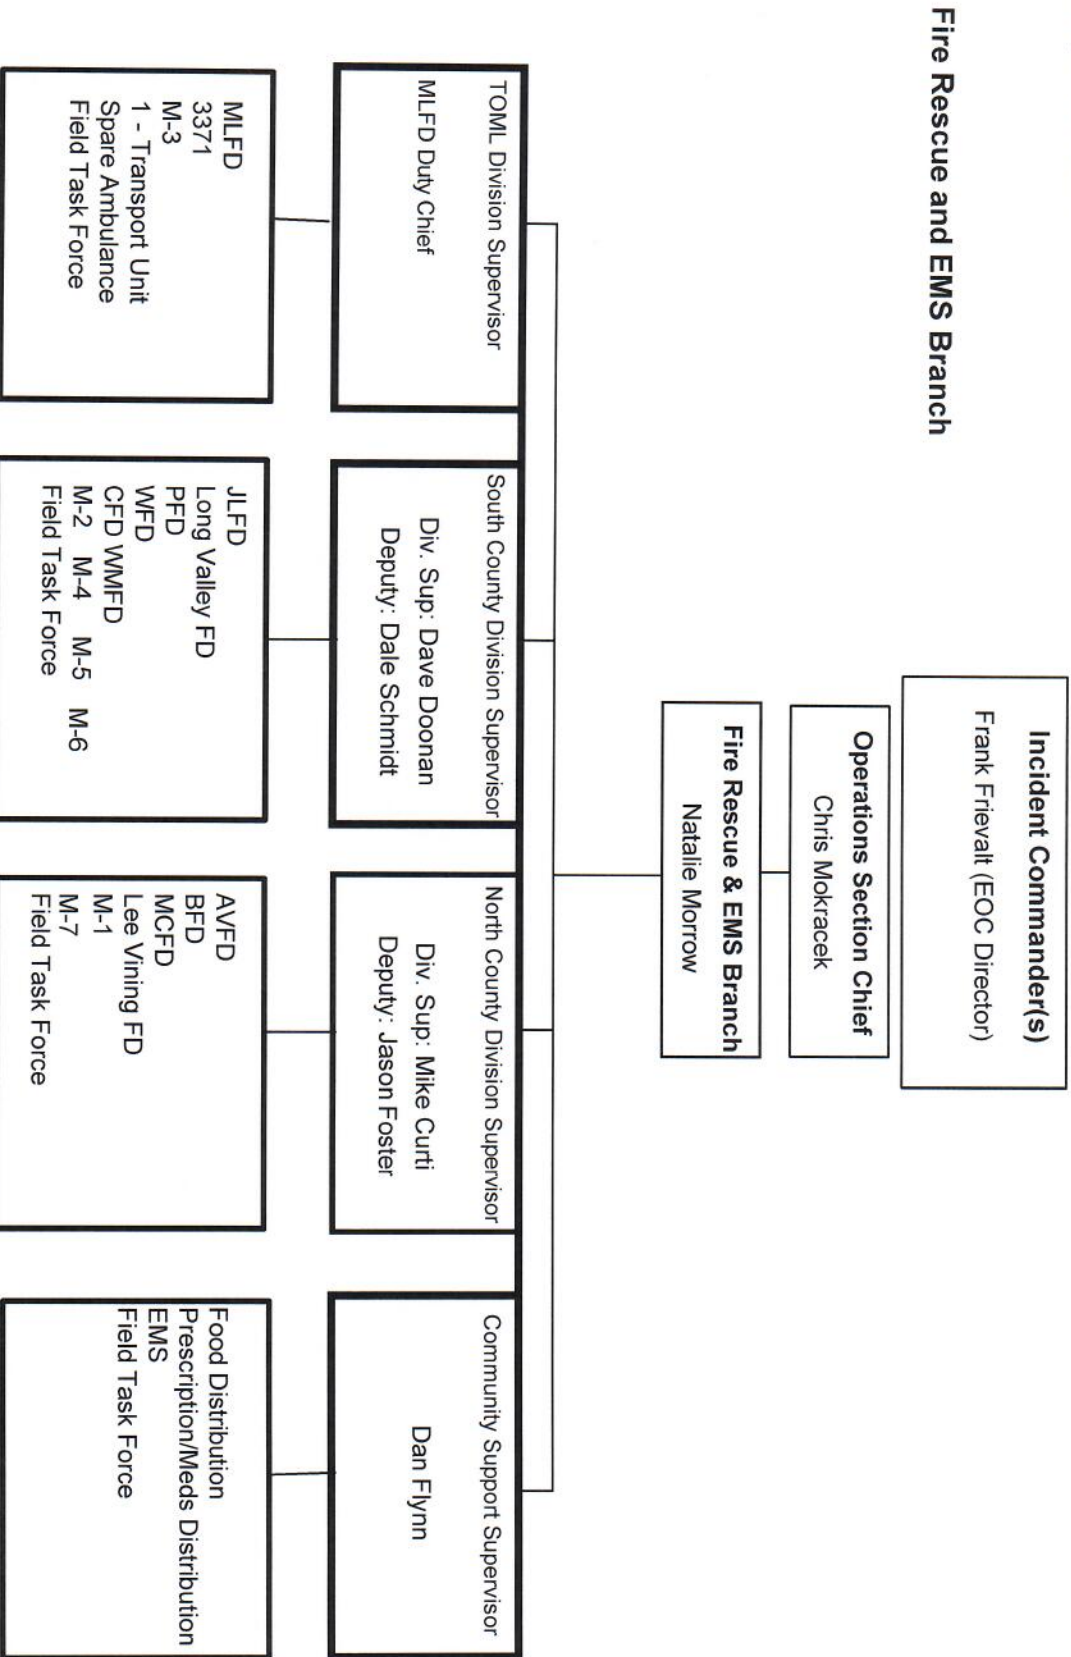 Fire Rescue and EMS Branch
Incident Commander(s)
Frank Frievalt (EOC Director)
Operations Section Chief
Chris Mokracek
Fire Rescue & EMS Branch
Natalie Morrow
TOML Division Supervisor
MLFD Duty Chief
South County Division Supervisor
Div. Sup: Dave Doonan
Deputy: Dale Schmidt
North County Division Supervisor
Div. Sup: Mike Curti
Deputy: Jason Foster
Community Support Supervisor
Dan Flynn
MLFD
3371
M-3
1 - Transport Unit
Spare Ambulance
Field Task Force
JLFD
Long Valley FD
PFD
WFD
CFD WMFD
M-2 M-4 M-5 M-6
Field Task Force
AVFD
BFD
MCFD
Lee Vining FD
M-1
M-7
Field Task Force
Food Distribution
Prescription/Meds Distribution
EMS
Field Task Force